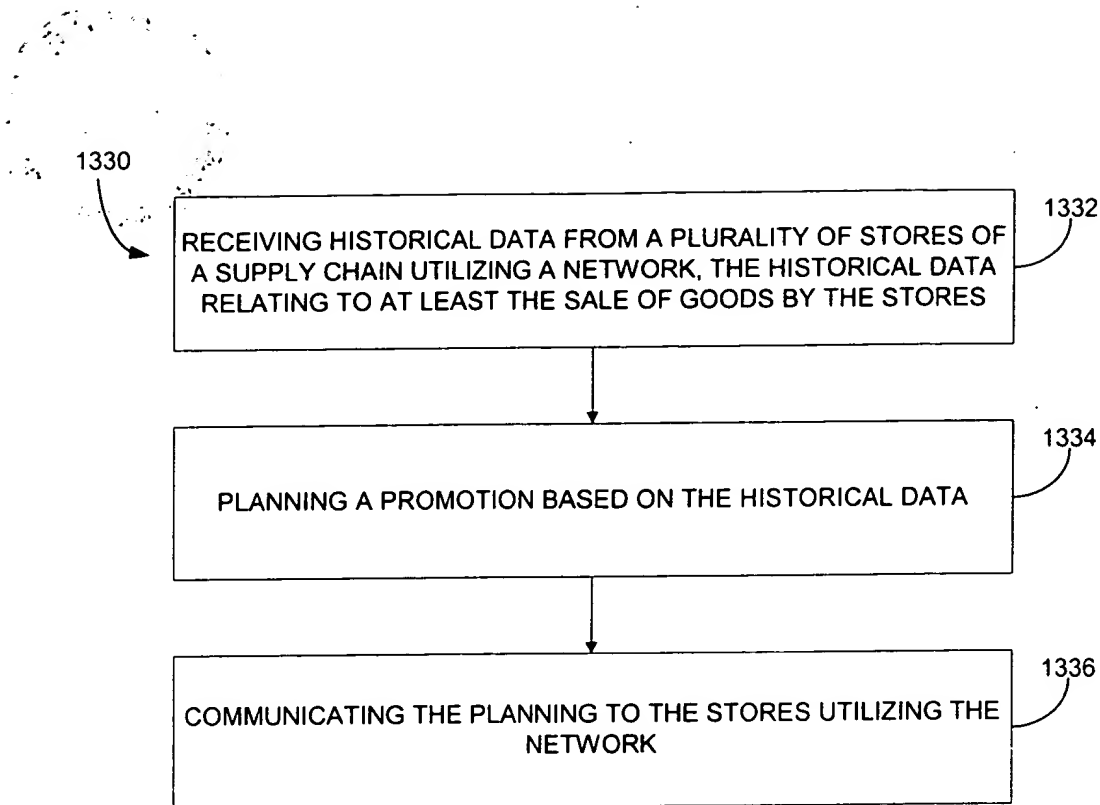 1330
1332
RECEIVING HISTORICAL DATA FROM A PLURALITY OF STORES OF
A SUPPLY CHAIN UTILIZING A NETWORK, THE HISTORICAL DATA
RELATING TO AT LEAST THE SALE OF GOODS BY THE STORES
1334
PLANNING A PROMOTION BASED ON THE HISTORICAL DATA
1336
COMMUNICATING THE PLANNING TO THE STORES UTILIZING THE
NETWORK